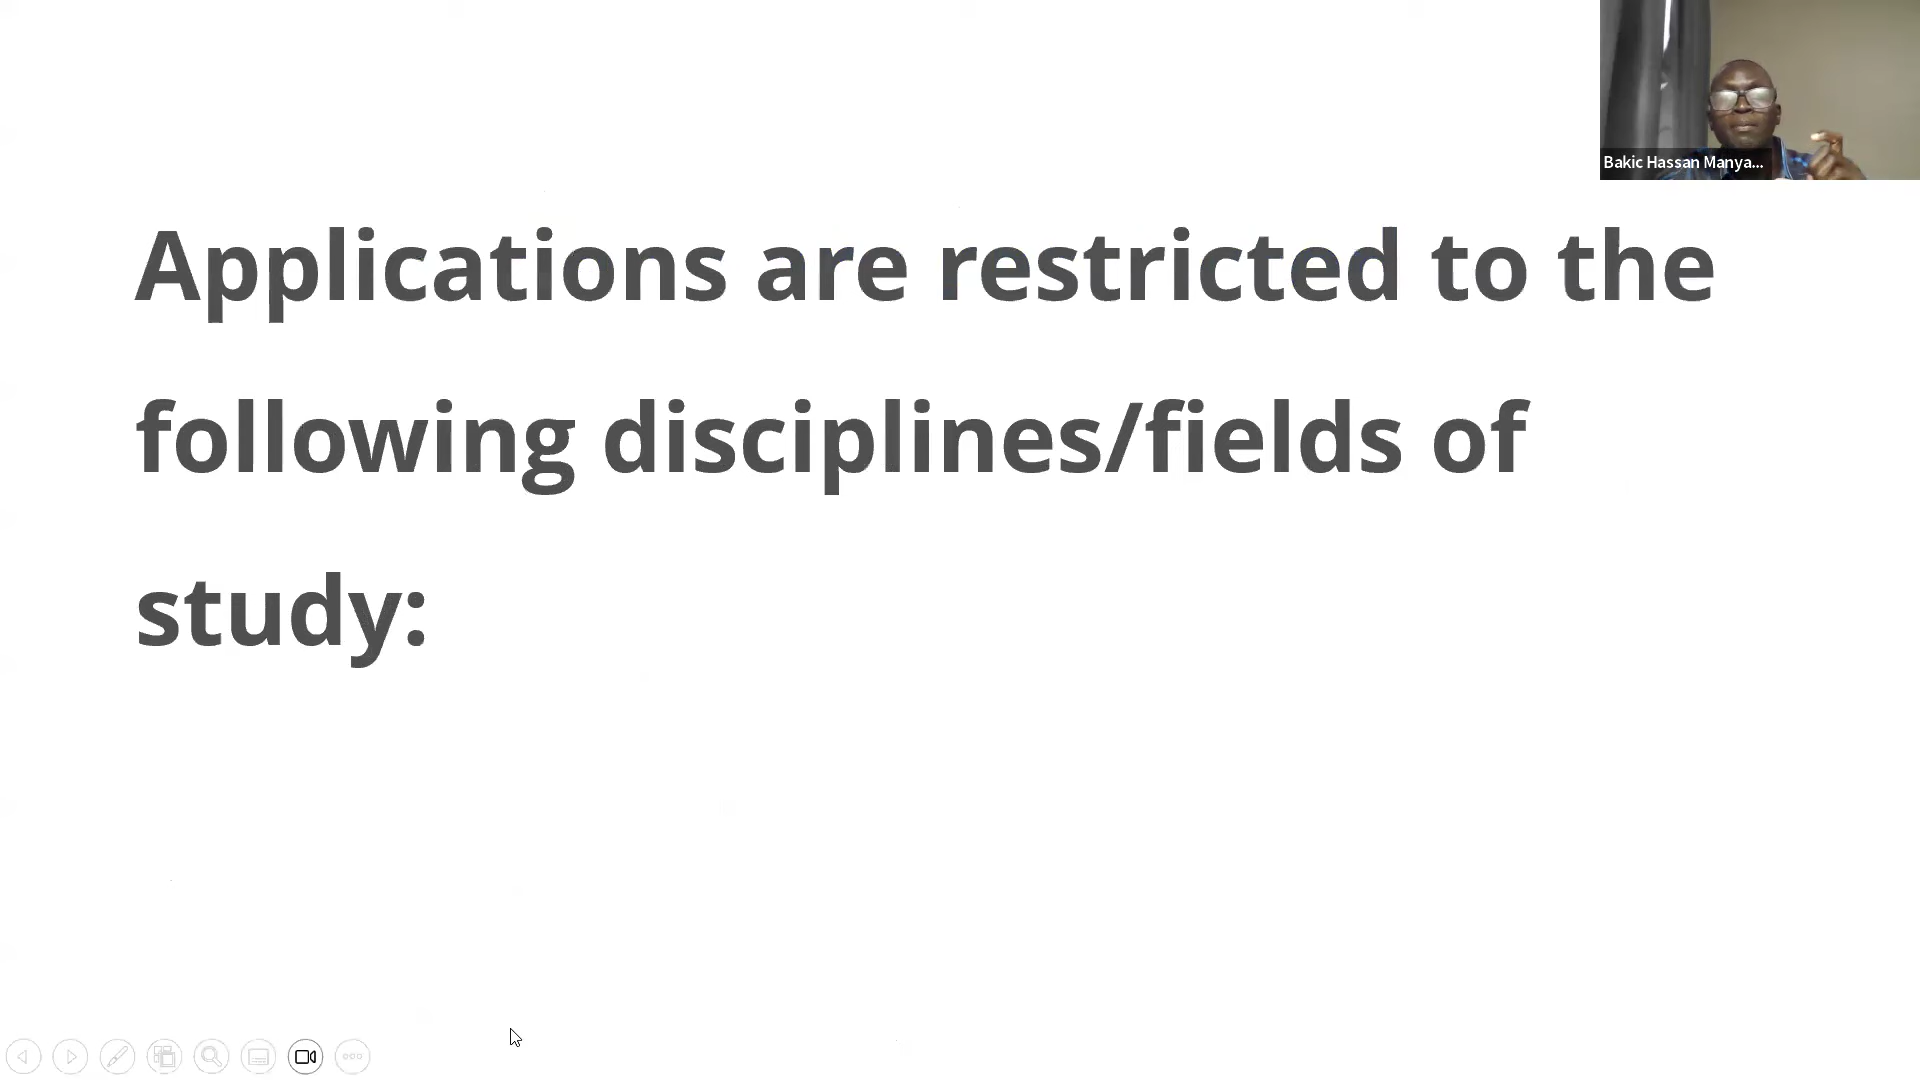 Bakic Hassan Manya...
Applications are restricted to the
following disciplines/fields of
study: